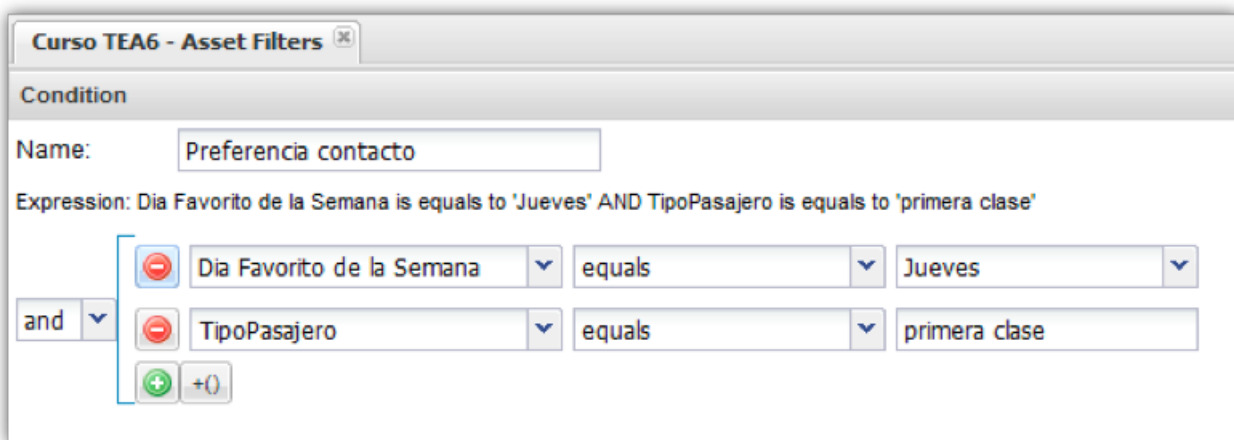 Curso TEA6 - Asset Filters
Condition
Name: Preferencia contacto
Expression: Dia Favorito de la Semana is equals to 'Jueves' AND TipoPasajero is equals to 'primera clase'
Dia Favorito de la Semana equals Jueves
and
TipoPasajero equals primera clase
+()